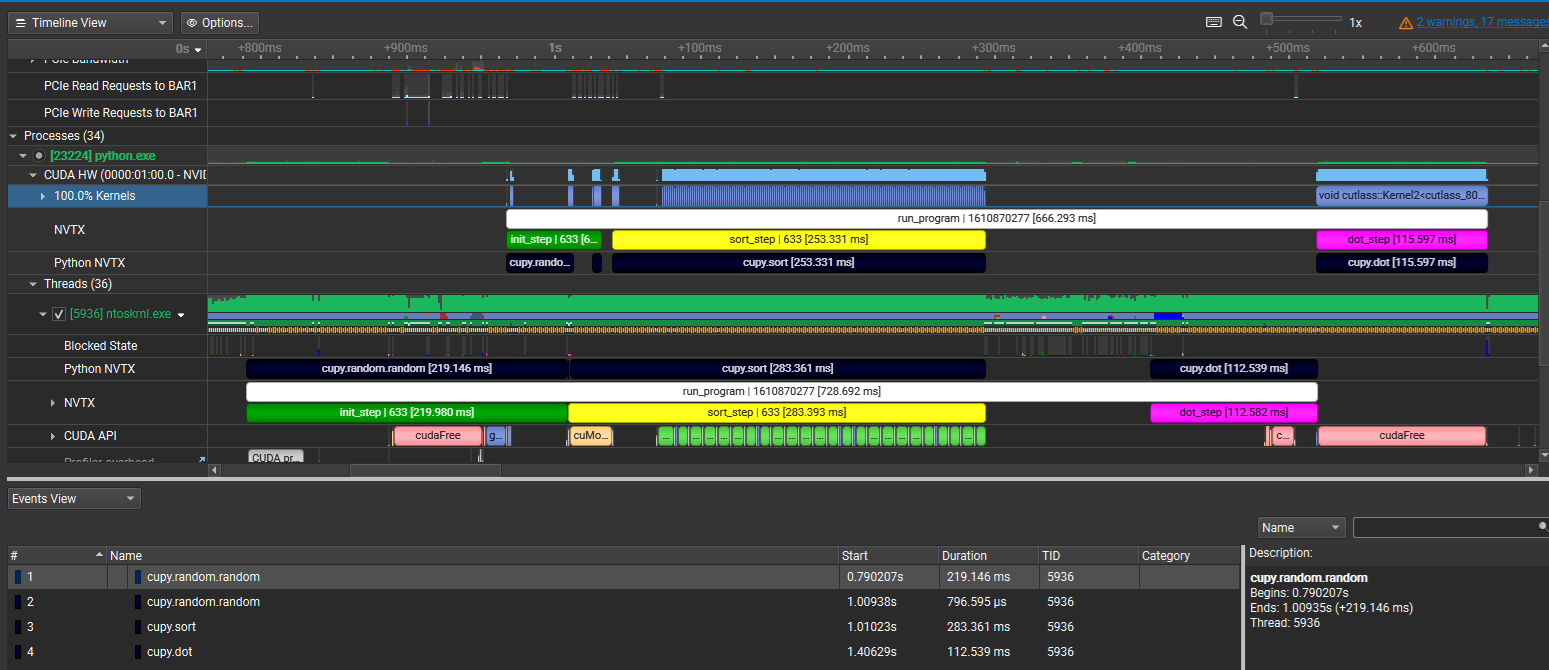 Timeline View Options... 1x 2 warnings, 17 messages
0s +800ms +900ms 1s +100ms +200ms +300ms +400ms +500ms +600ms
PCIe Bandwidth
PCIe Read Requests to BAR1
PCIe Write Requests to BAR1
Processes (34)
[23224] python.exe
CUDA HW (0000:01:00.0 - NVID
100.0% Kernels void cutlass::Kernel2<cutlass_80...
run_program | 1610870277 [666.293 ms]
NVTX
init_step | 633 [6... sort_step | 633 [253.331 ms] dot_step [115.597 ms]
Python NVTX cupy.rando... cupy.sort [253.331 ms] cupy.dot [115.597 ms]
Threads (36)
[5936] ntoskrnl.exe
Blocked State
Python NVTX cupy.random.random [219.146 ms] cupy.sort [283.361 ms] cupy.dot [112.539 ms]
run_program | 1610870277 [728.692 ms]
NVTX
init_step | 633 [219.980 ms] sort_step | 633 [283.393 ms] dot_step [112.582 ms]
CUDA API cudaFree g... cuMo... ... ... ... ... ... ... ... ... ... ... ... ... ... ... ... ... ... ... ... ... ... c... cudaFree
Profiler overhead CUDA pr...
Events View
Name
# Name Start Duration TID Category Description:
1 cupy.random.random 0.790207s 219.146 ms 5936
2 cupy.random.random 1.00938s 796.595 μs 5936
3 cupy.sort 1.01023s 283.361 ms 5936
4 cupy.dot 1.40629s 112.539 ms 5936
cupy.random.random
Begins: 0.790207s
Ends: 1.00935s (+219.146 ms)
Thread: 5936